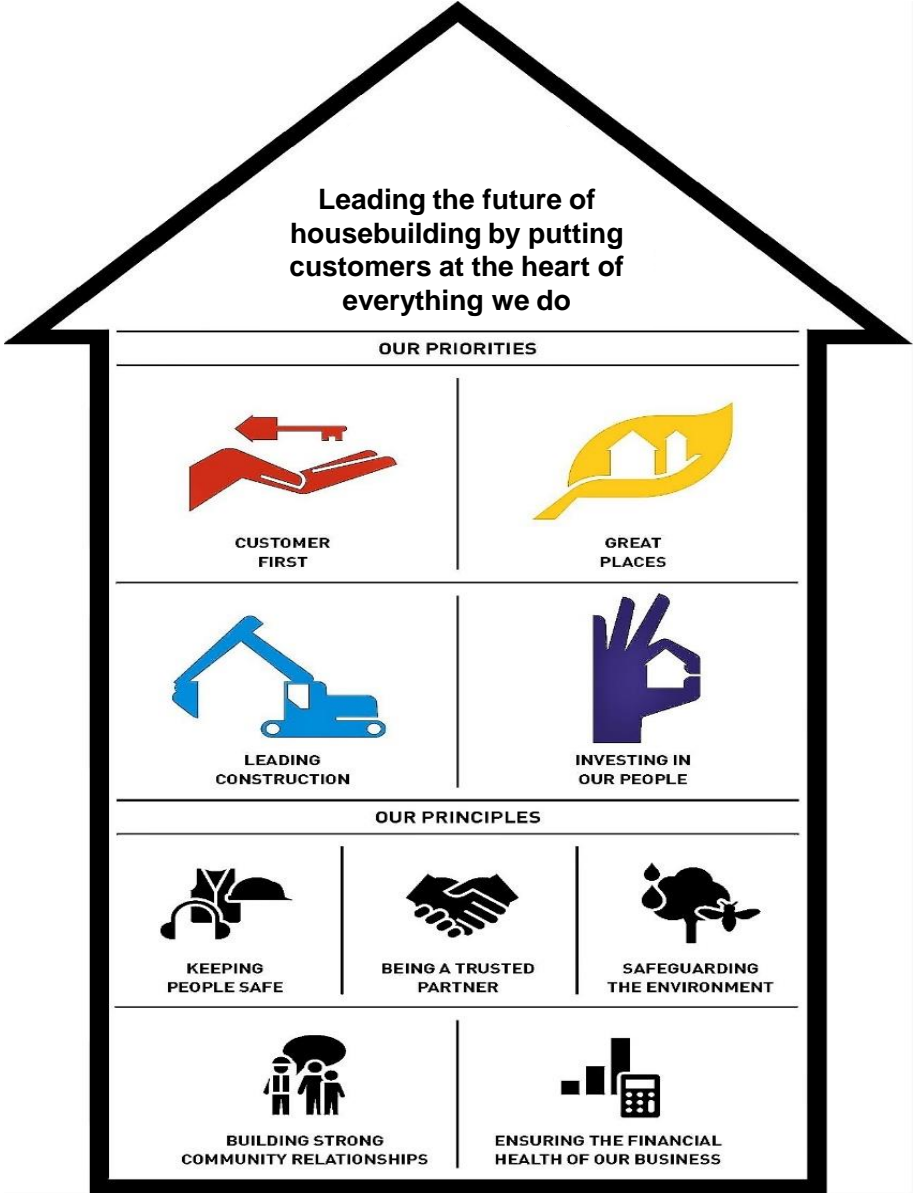 Leading the future of
housebuilding by putting
customers at the heart of
everything we do
OUR PRIORITIES
CUSTOMER
FIRST
GREAT
PLACES
LEADING
CONSTRUCTION
INVESTING IN
OUR PEOPLE
OUR PRINCIPLES
KEEPING
PEOPLE SAFE
BEING A TRUSTED
PARTNER
SAFEGUARDING
THE ENVIRONMENT
BUILDING STRONG
COMMUNITY RELATIONSHIPS
ENSURING THE FINANCIAL
HEALTH OF OUR BUSINESS